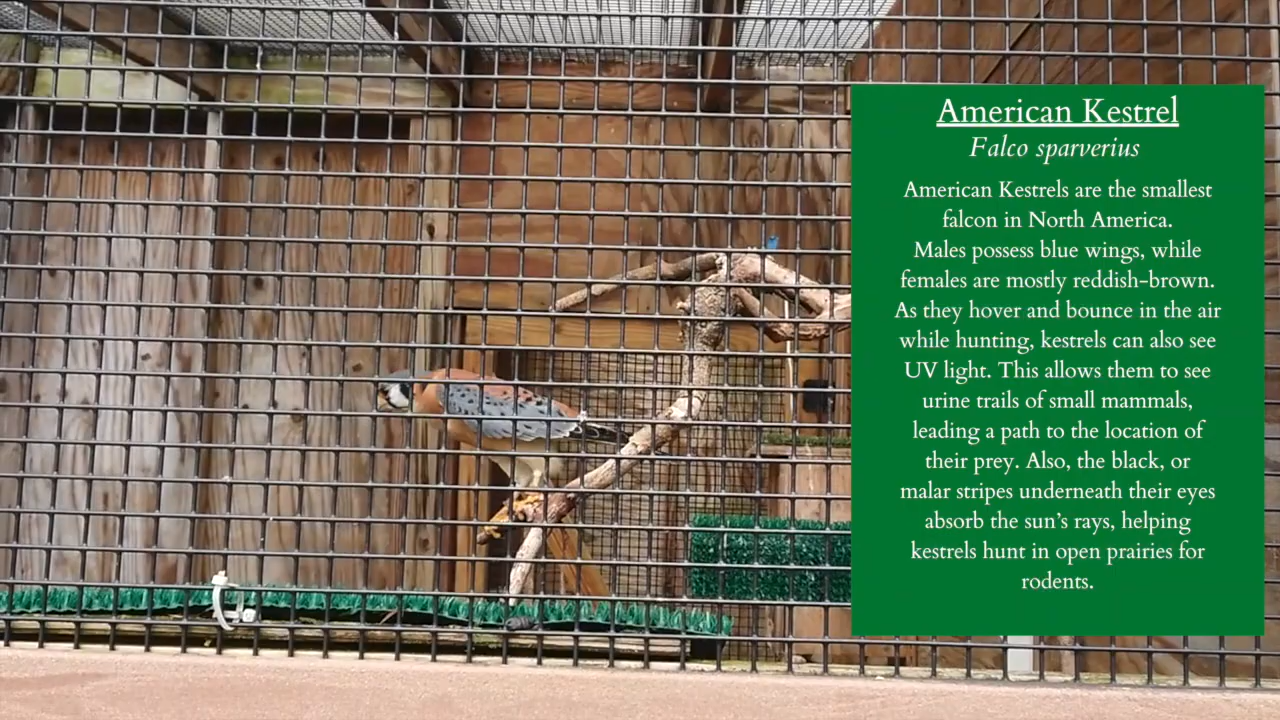 American Kestrel
Falco sparverius
American Kestrels are the smallest
falcon in North America.
Males possess blue wings, while
females are mostly reddish-brown.
As they hover and bounce in the air
while hunting, kestrels can also see
UV light. This allows them to see
urine trails of small mammals,
leading a path to the location of
their prey. Also, the black, or
malar stripes underneath their eyes
absorb the sun's rays, helping
kestrels hunt in open prairies for
rodents.